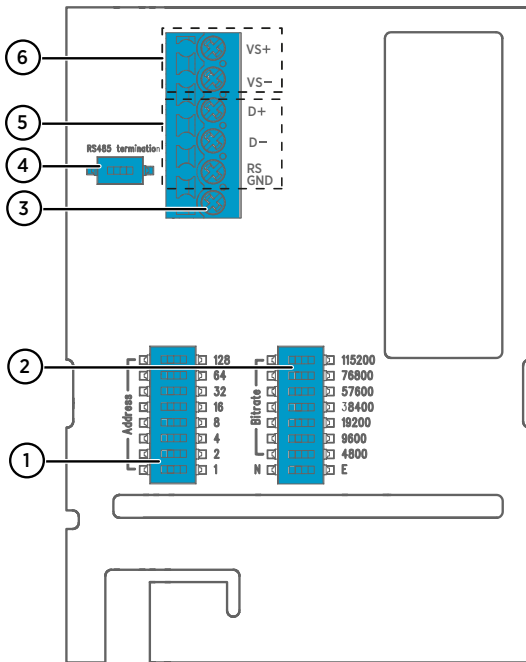 6
VS+
VS−
5
D+
RS485 termination
D−
4
RS
GND
3
2
128
115200
64
76800
32
57600
Address
16
Bitrate
38400
8
19200
4
9600
1
2
4800
1
N
E